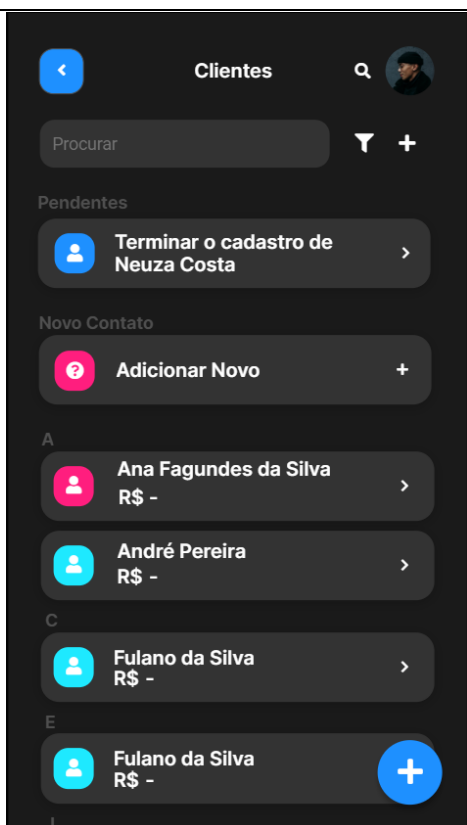 Clientes
Procurar
Pendentes
Terminar o cadastro de
Neuza Costa
Novo Contato
Adicionar Novo
A
Ana Fagundes da Silva
R$ -
André Pereira
R$ -
C
Fulano da Silva
R$ -
E
Fulano da Silva
R$ -